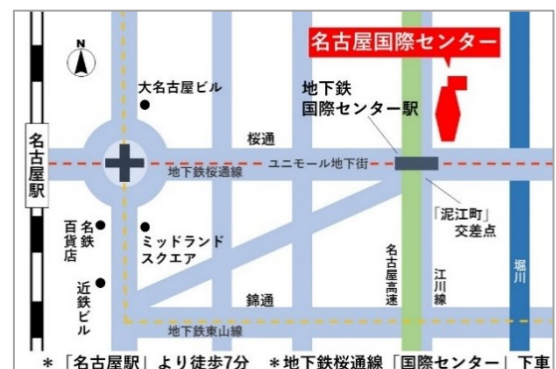 名古屋国際センター
N
大名古屋ビル
地下鉄
国際センター駅
桜通
名古屋駅
ユニモール地下街
地下鉄桜通線
「泥江町」
交差点
名鉄
百貨店
ミッドランド
スクエア
名古屋高速
江川線
堀川
近鉄ビル
錦通
地下鉄東山線
*「名古屋駅」より徒歩7分 *地下鉄桜通線「国際センター」下車